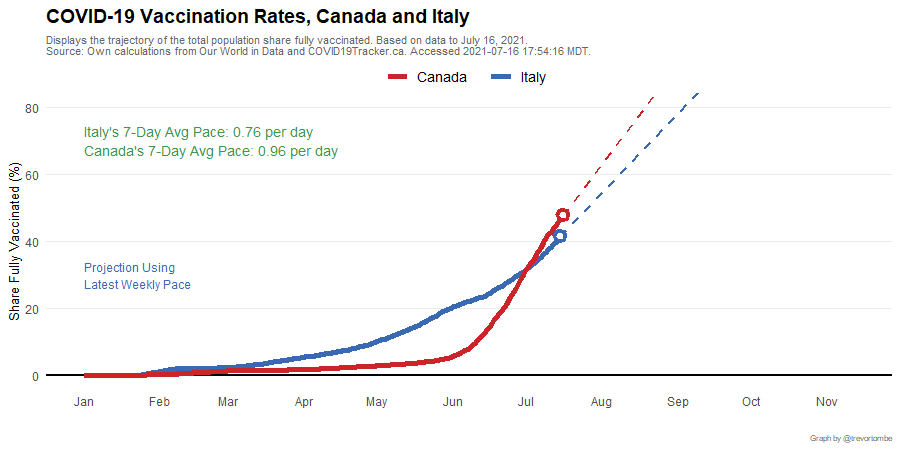 COVID-19 Vaccination Rates, Canada and Italy
Displays the trajectory of the total population share fully vaccinated. Based on data to July 16, 2021.
Source: Own calculations from Our World in Data and COVID19Tracker.ca. Accessed 2021-07-16 17:54:16 MDT.
Canada Italy
80
Italy's 7-Day Avg Pace: 0.76 per day
Canada's 7-Day Avg Pace: 0.96 per day
60
Share Fully Vaccinated (%)
40
Projection Using
Latest Weekly Pace
20
0
Jan Feb Mar Apr May Jun Jul Aug Sep Oct Nov
Graph by @trevortombe